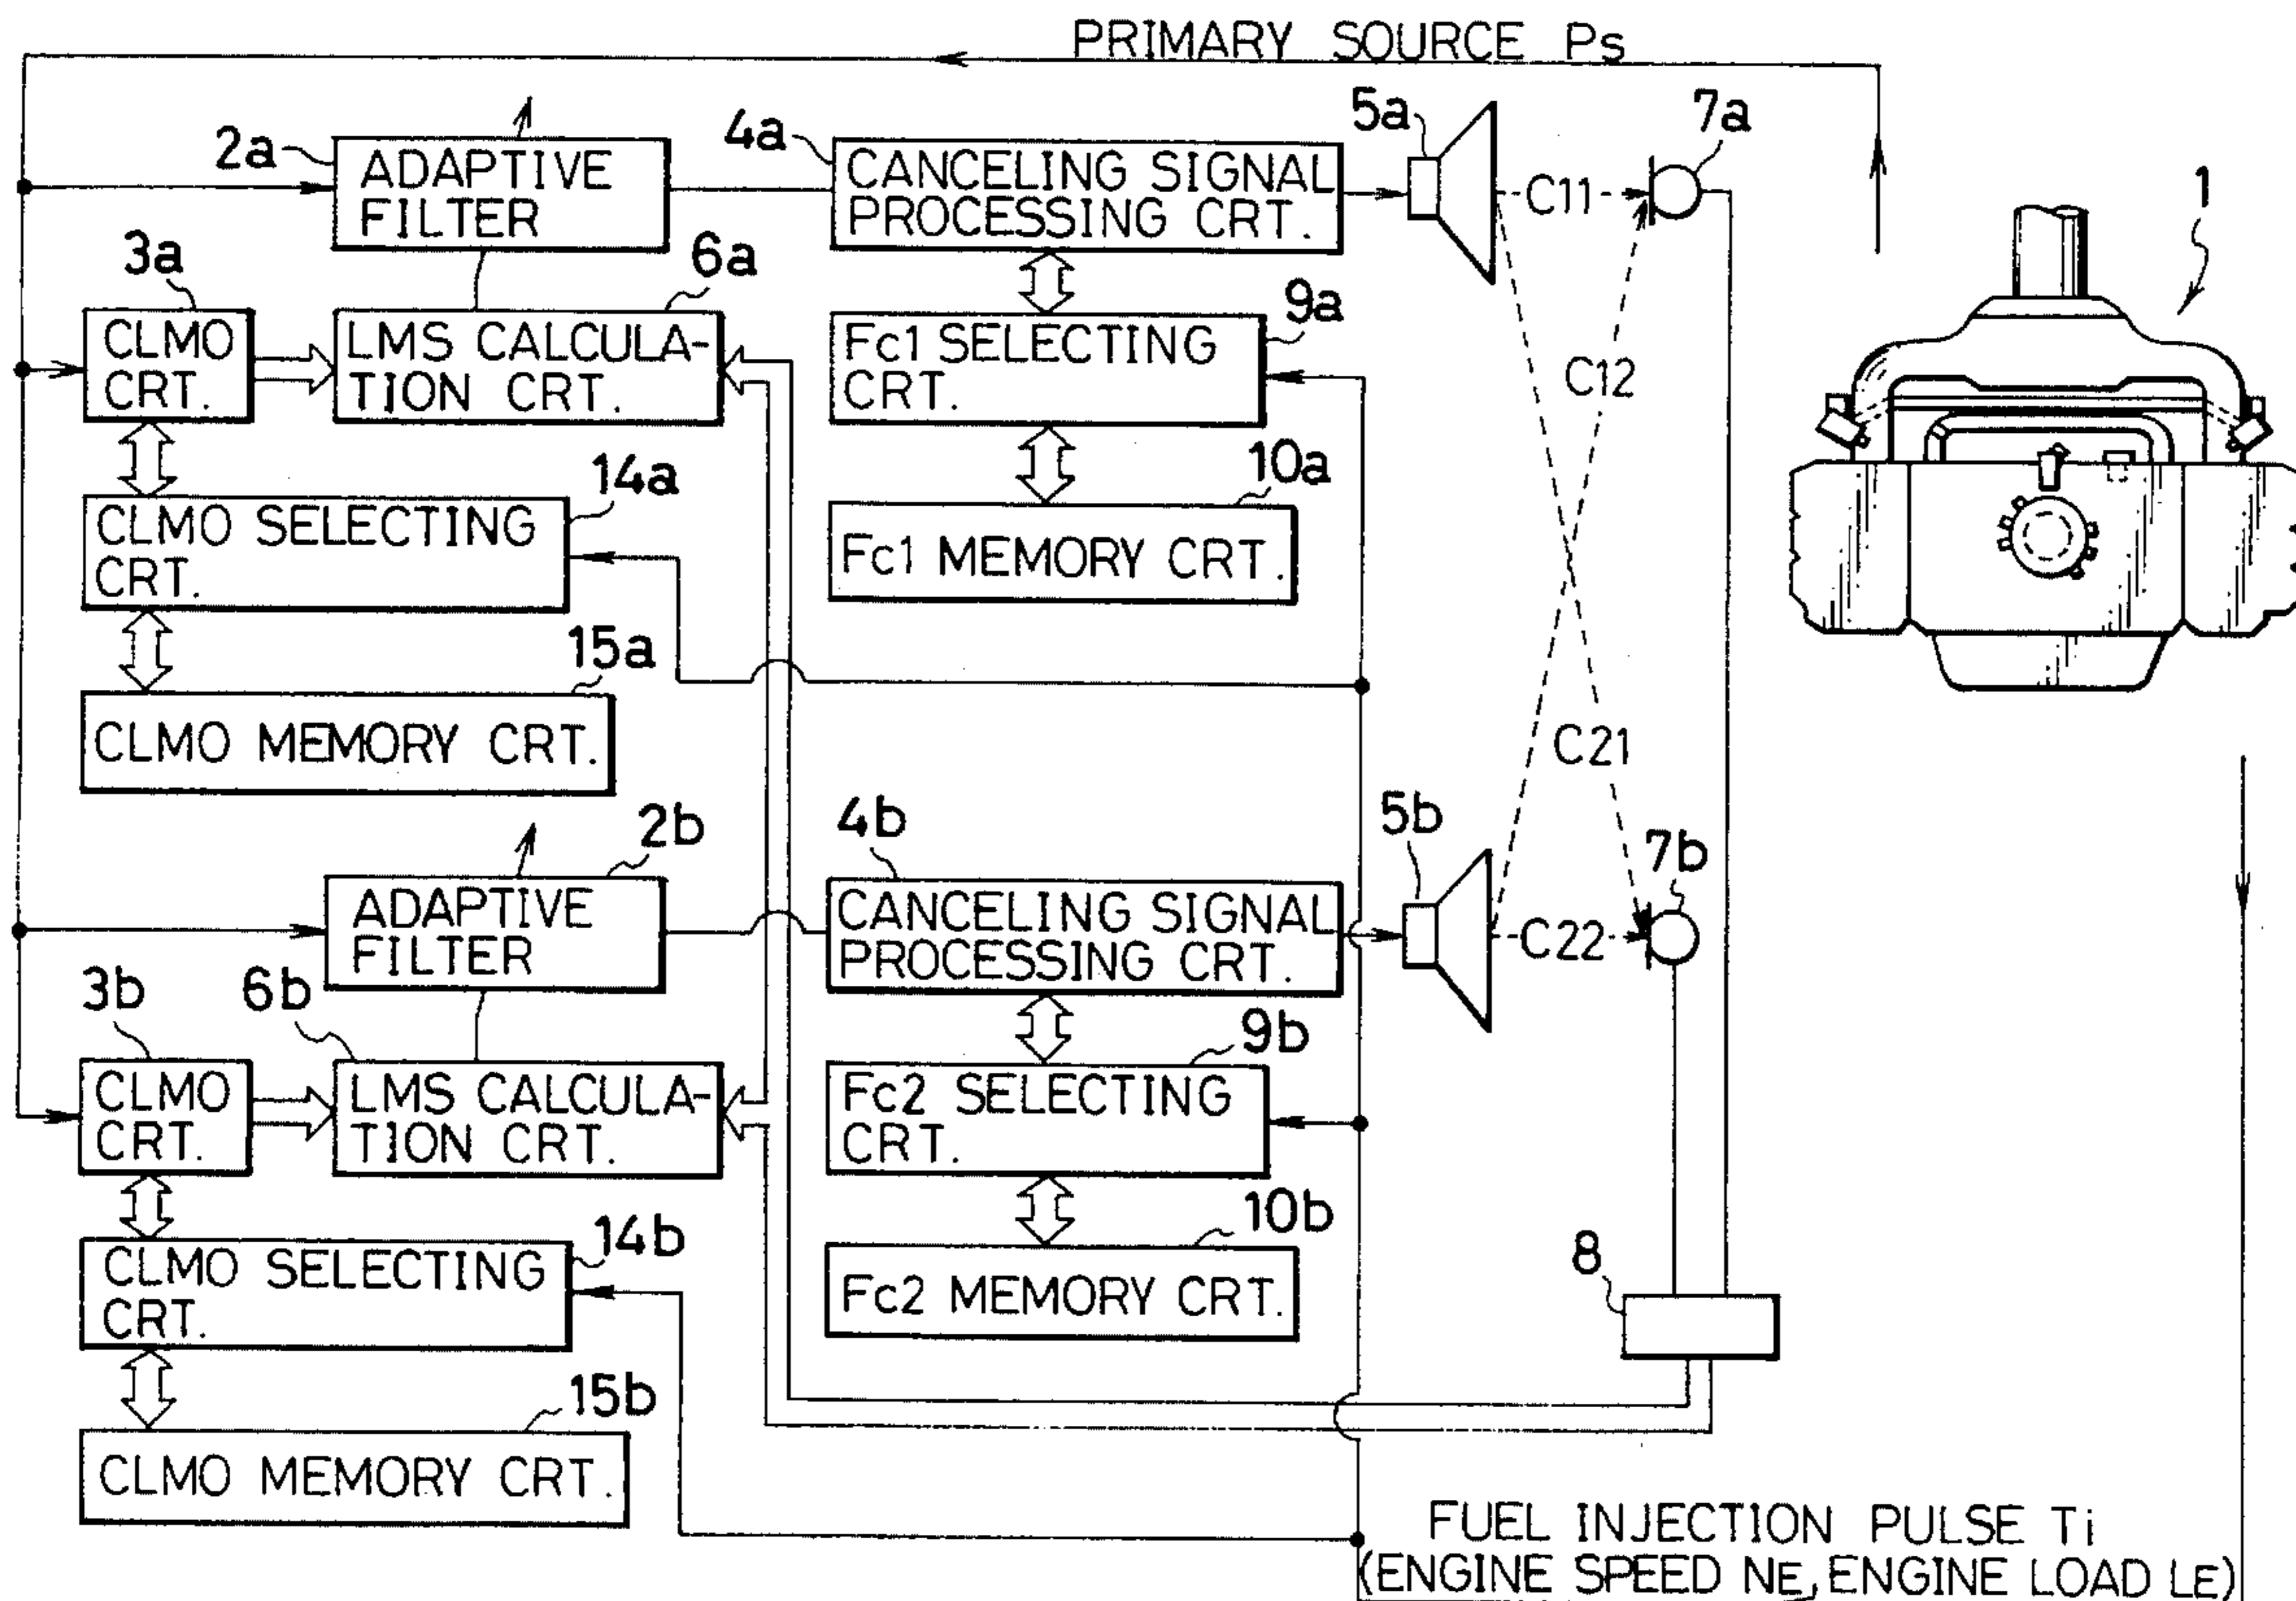 PRIMARY SOURCE Ps
2a
ADAPTIVE
FILTER
4a
CANCELING SIGNAL
PROCESSING CRT.
5a
C11
7a
1
3a
CLMO
CRT.
6a
LMS CALCULA-
TION CRT.
9a
Fc1 SELECTING
CRT.
C12
14a
CLMO SELECTING
CRT.
10a
Fc1 MEMORY CRT.
15a
CLMO MEMORY CRT.
C21
2b
ADAPTIVE
FILTER
4b
CANCELING SIGNAL
PROCESSING CRT.
5b
C22
7b
3b
CLMO
CRT.
6b
LMS CALCULA-
TION CRT.
9b
Fc2 SELECTING
CRT.
14b
CLMO SELECTING
CRT.
10b
Fc2 MEMORY CRT.
8
15b
CLMO MEMORY CRT.
FUEL INJECTION PULSE Ti
(ENGINE SPEED NE, ENGINE LOAD LE)